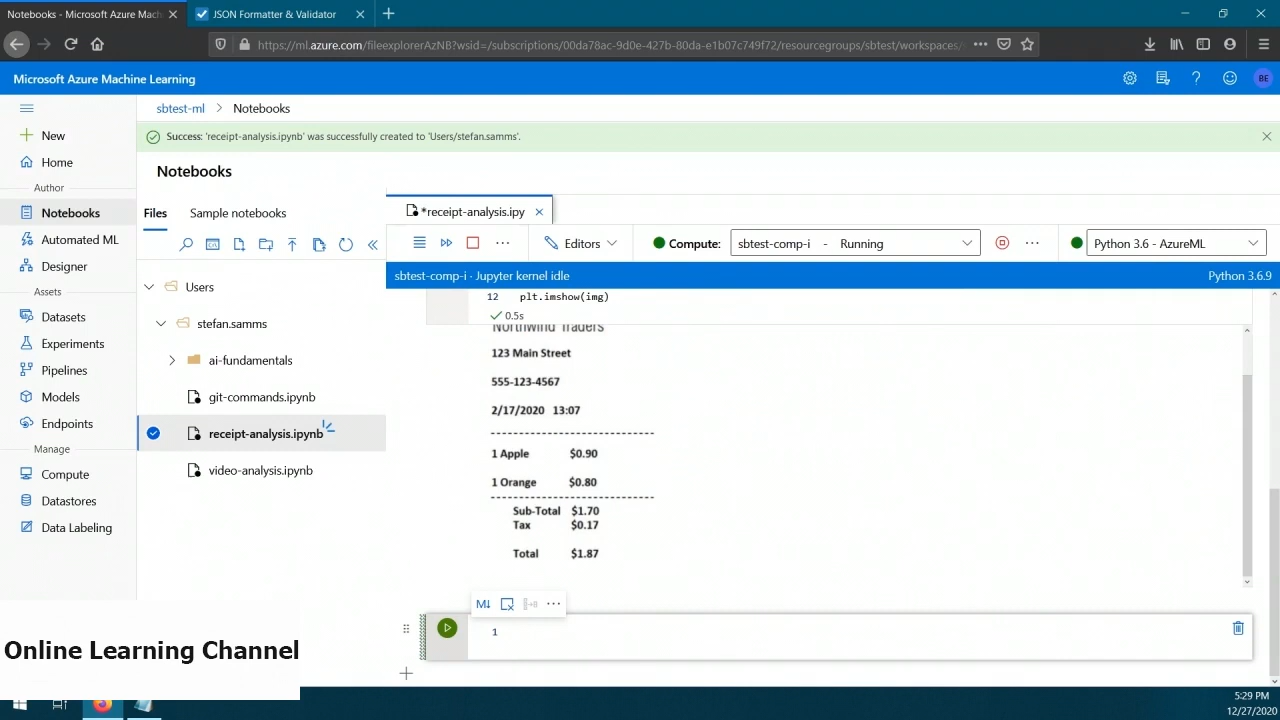 Notebooks - Microsoft Azure Mach
JSON Formatter & Validator
https://ml.azure.com/fileexplorerAzNB?wsid=/subscriptions/00da78ac-9d0e-427b-80da-e1b07c749f72/resourcegroups/sbtest/workspaces/
Microsoft Azure Machine Learning
BE
sbtest-ml > Notebooks
New
Home
Author
Notebooks
Automated ML
Designer
Assets
Datasets
Experiments
Pipelines
Models
Endpoints
Manage
Compute
Datastores
Data Labeling
Success: 'receipt-analysis.ipynb' was successfully created to 'Users/stefan.samms'.
Notebooks
Files Sample notebooks
Users
stefan.samms
ai-fundamentals
git-commands.ipynb
receipt-analysis.ipynb
video-analysis.ipynb
*receipt-analysis.ipy
Editors Compute: sbtest-comp-i - Running Python 3.6 - AzureML
sbtest-comp-i · Jupyter kernel idle Python 3.6.9
12 plt.imshow(img)
0.5s
Northwind Traders
123 Main Street
555-123-4567
2/17/2020 13:07
1 Apple $0.90
1 Orange $0.80
Sub-Total $1.70
Tax $0.17
Total $1.87
M↓
1
Online Learning Channel
5:29 PM
12/27/2020